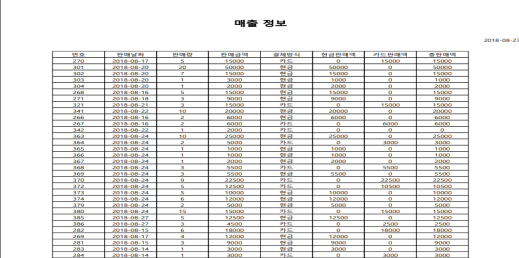 매출 정보
2018-08-27
번호 판매날짜 판매량 판매금액 결제방식 현금판매액 카드판매액 총판매액
270 2018-08-17 5 15000 카드 0 15000 15000
301 2018-08-20 20 50000 현금 50000 0 50000
302 2018-08-20 7 15000 현금 15000 0 15000
303 2018-08-20 1 3000 현금 1000 0 1000
304 2018-08-20 1 2000 현금 2000 0 2000
268 2018-08-16 5 15000 현금 15000 0 15000
271 2018-08-18 3 9000 현금 9000 0 9000
321 2018-08-21 3 15000 카드 0 15000 15000
341 2018-08-22 10 20000 현금 20000 0 20000
266 2018-08-16 2 6000 현금 6000 0 6000
267 2018-08-16 2 6000 카드 0 6000 6000
342 2018-08-22 1 2000 카드 0 0 0
363 2018-08-24 10 25000 현금 25000 0 25000
364 2018-08-24 2 5000 카드 0 3000 3000
365 2018-08-24 1 1000 현금 1000 0 1000
366 2018-08-24 1 1000 현금 1000 0 1000
367 2018-08-24 1 2000 현금 2000 0 2000
368 2018-08-24 3 5500 카드 0 5500 5500
369 2018-08-24 3 5500 현금 5500 0 5500
370 2018-08-24 9 22500 카드 0 22500 22500
372 2018-08-24 5 12500 카드 0 10500 10500
373 2018-08-24 5 10000 현금 10000 0 10000
374 2018-08-24 6 12000 현금 12000 0 12000
379 2018-08-24 2 5000 현금 5000 0 5000
380 2018-08-24 15 15000 카드 0 15000 15000
385 2018-08-27 5 12500 현금 12500 0 12500
386 2018-08-27 2 4500 카드 0 2500 2500
282 2018-08-15 6 18000 카드 0 18000 18000
269 2018-08-17 4 12000 현금 12000 0 12000
281 2018-08-15 3 9000 현금 9000 0 9000
283 2018-08-14 1 3000 현금 3000 0 3000
284 2018-08-14 1 3000 카드 0 3000 3000